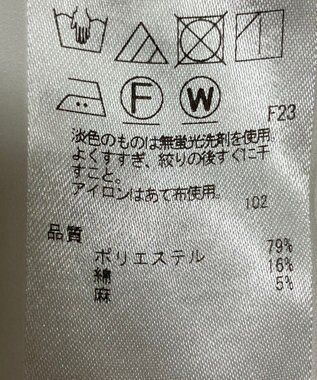 F
W
F23
淡色のものは無蛍光洗剤を使用。
よくすすぎ、絞りの後すぐに干
すこと。
アイロンはあて布使用。
102
品質
ポリエステル 79%
綿 16%
麻 5%